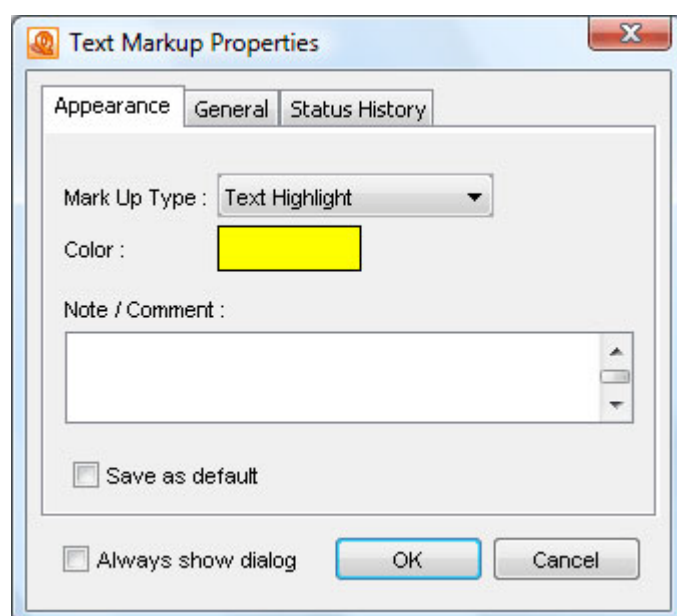 Text Markup Properties
Appearance General Status History
Mark Up Type : Text Highlight
Color :
Note / Comment :
Save as default
Always show dialog OK Cancel